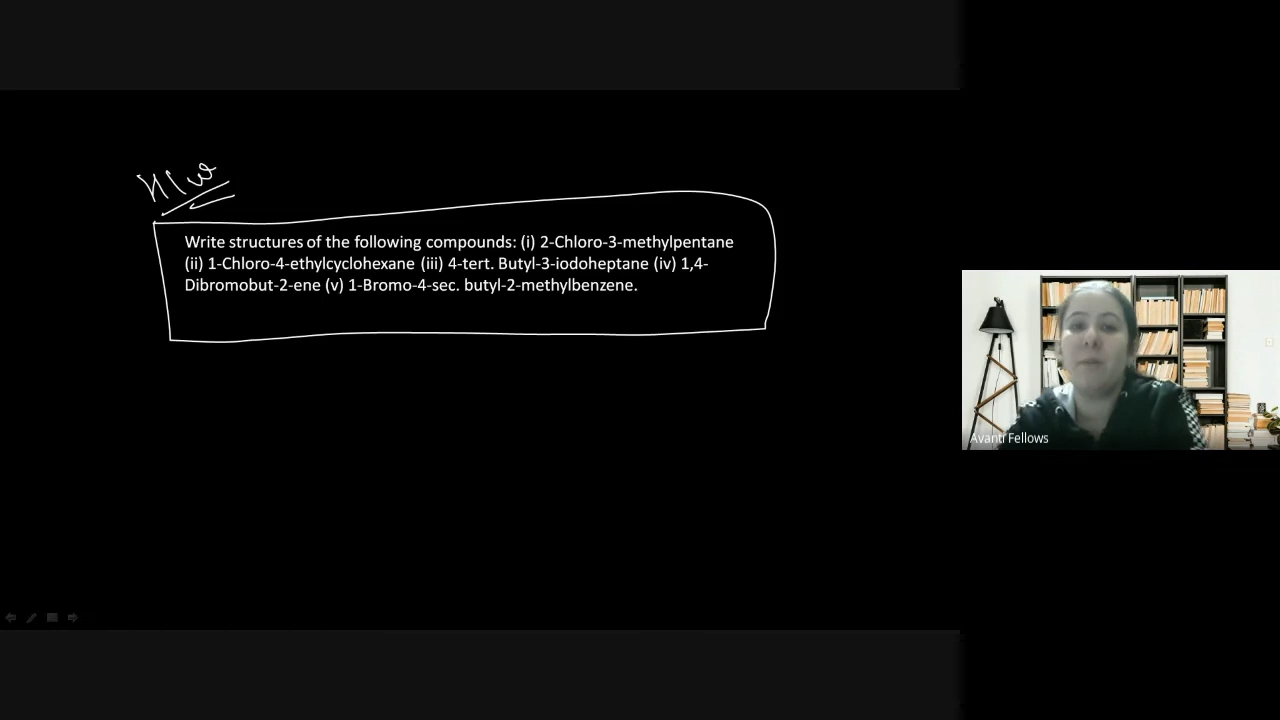 H/w
Write structures of the following compounds: (i) 2-Chloro-3-methylpentane
(ii) 1-Chloro-4-ethylcyclohexane (iii) 4-tert. Butyl-3-iodoheptane (iv) 1,4-
Dibromobut-2-ene (v) 1-Bromo-4-sec. butyl-2-methylbenzene.
Avanti Fellows